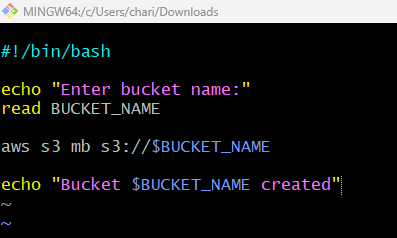 MINGW64:/c/Users/chari/Downloads
#!/bin/bash
echo "Enter bucket name:"
read BUCKET_NAME
aws s3 mb s3://$BUCKET_NAME
echo "Bucket $BUCKET_NAME created"
~
~